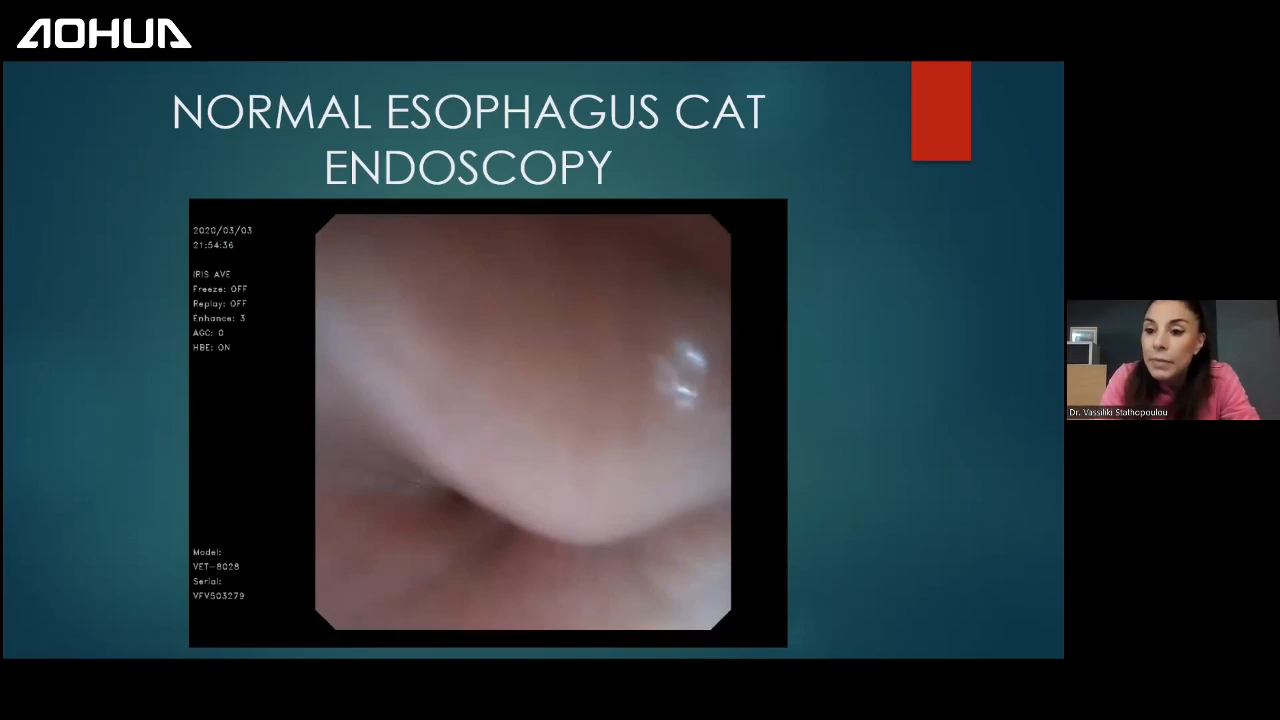 AOHUA
NORMAL ESOPHAGUS CAT
ENDOSCOPY
2020/03/03
21:54:36
IRIS AVE
Freeze: OFF
Replay: OFF
Enhance: 3
AGC: 0
HBE: ON
Model:
VET-8028
Serial:
VFV503279
Dr. Vassiliki Stathopoulou